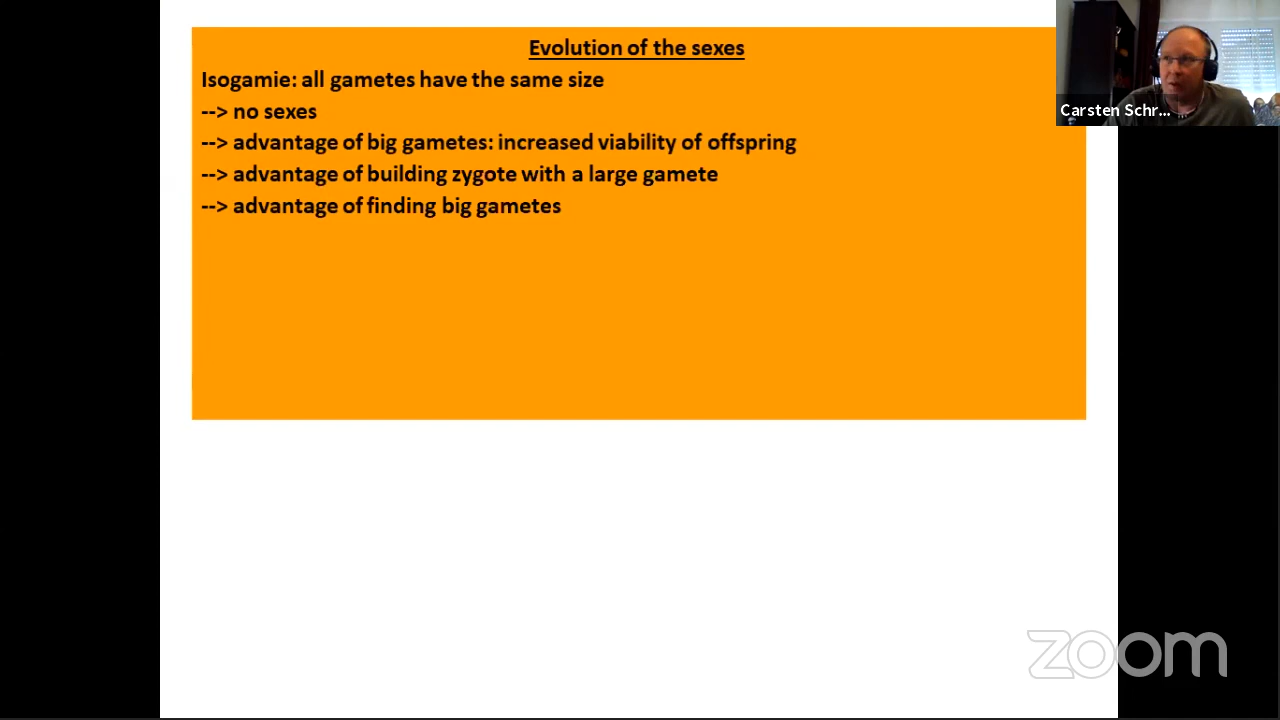 Evolution of the sexes
Isogamie: all gametes have the same size
--> no sexes
--> advantage of big gametes: increased viability of offspring
--> advantage of building zygote with a large gamete
--> advantage of finding big gametes
Carsten Schr...
zoom